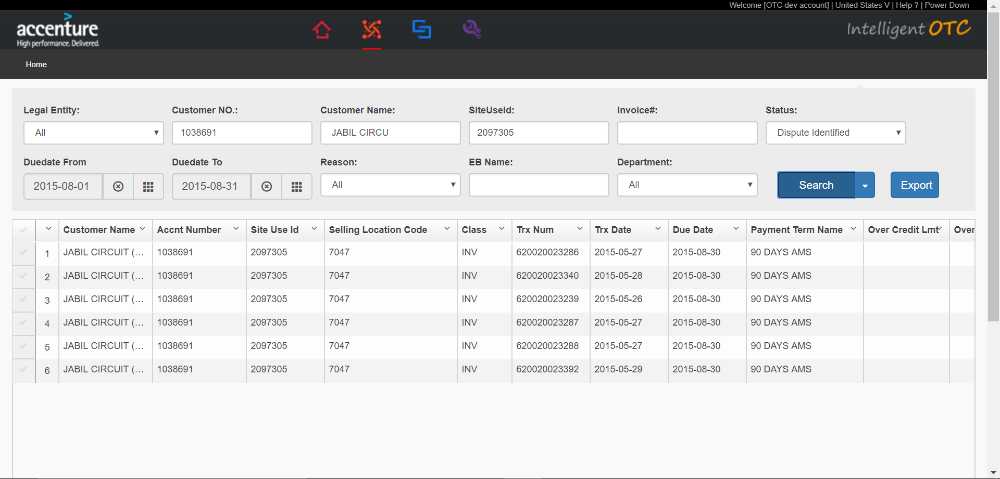 Welcome [OTC dev account] | United States V | Help ? | Power Down
accenture
High performance. Delivered.
Intelligent OTC
Home
Legal Entity: Customer NO.: Customer Name: SiteUseId: Invoice#: Status:
All 1038691 JABIL CIRCU 2097305 Dispute Identified
Duedate From Duedate To Reason: EB Name: Department:
2015-08-01 2015-08-31 All All Search Export
Customer Name Accnt Number Site Use Id Selling Location Code Class Trx Num Trx Date Due Date Payment Term Name Over Credit Lmt Over
1 JABIL CIRCUIT (... 1038691 2097305 7047 INV 620020023286 2015-05-27 2015-08-30 90 DAYS AMS
2 JABIL CIRCUIT (... 1038691 2097305 7047 INV 620020023340 2015-05-28 2015-08-30 90 DAYS AMS
3 JABIL CIRCUIT (... 1038691 2097305 7047 INV 620020023239 2015-05-26 2015-08-30 90 DAYS AMS
4 JABIL CIRCUIT (... 1038691 2097305 7047 INV 620020023287 2015-05-27 2015-08-30 90 DAYS AMS
5 JABIL CIRCUIT (... 1038691 2097305 7047 INV 620020023288 2015-05-27 2015-08-30 90 DAYS AMS
6 JABIL CIRCUIT (... 1038691 2097305 7047 INV 620020023392 2015-05-29 2015-08-30 90 DAYS AMS